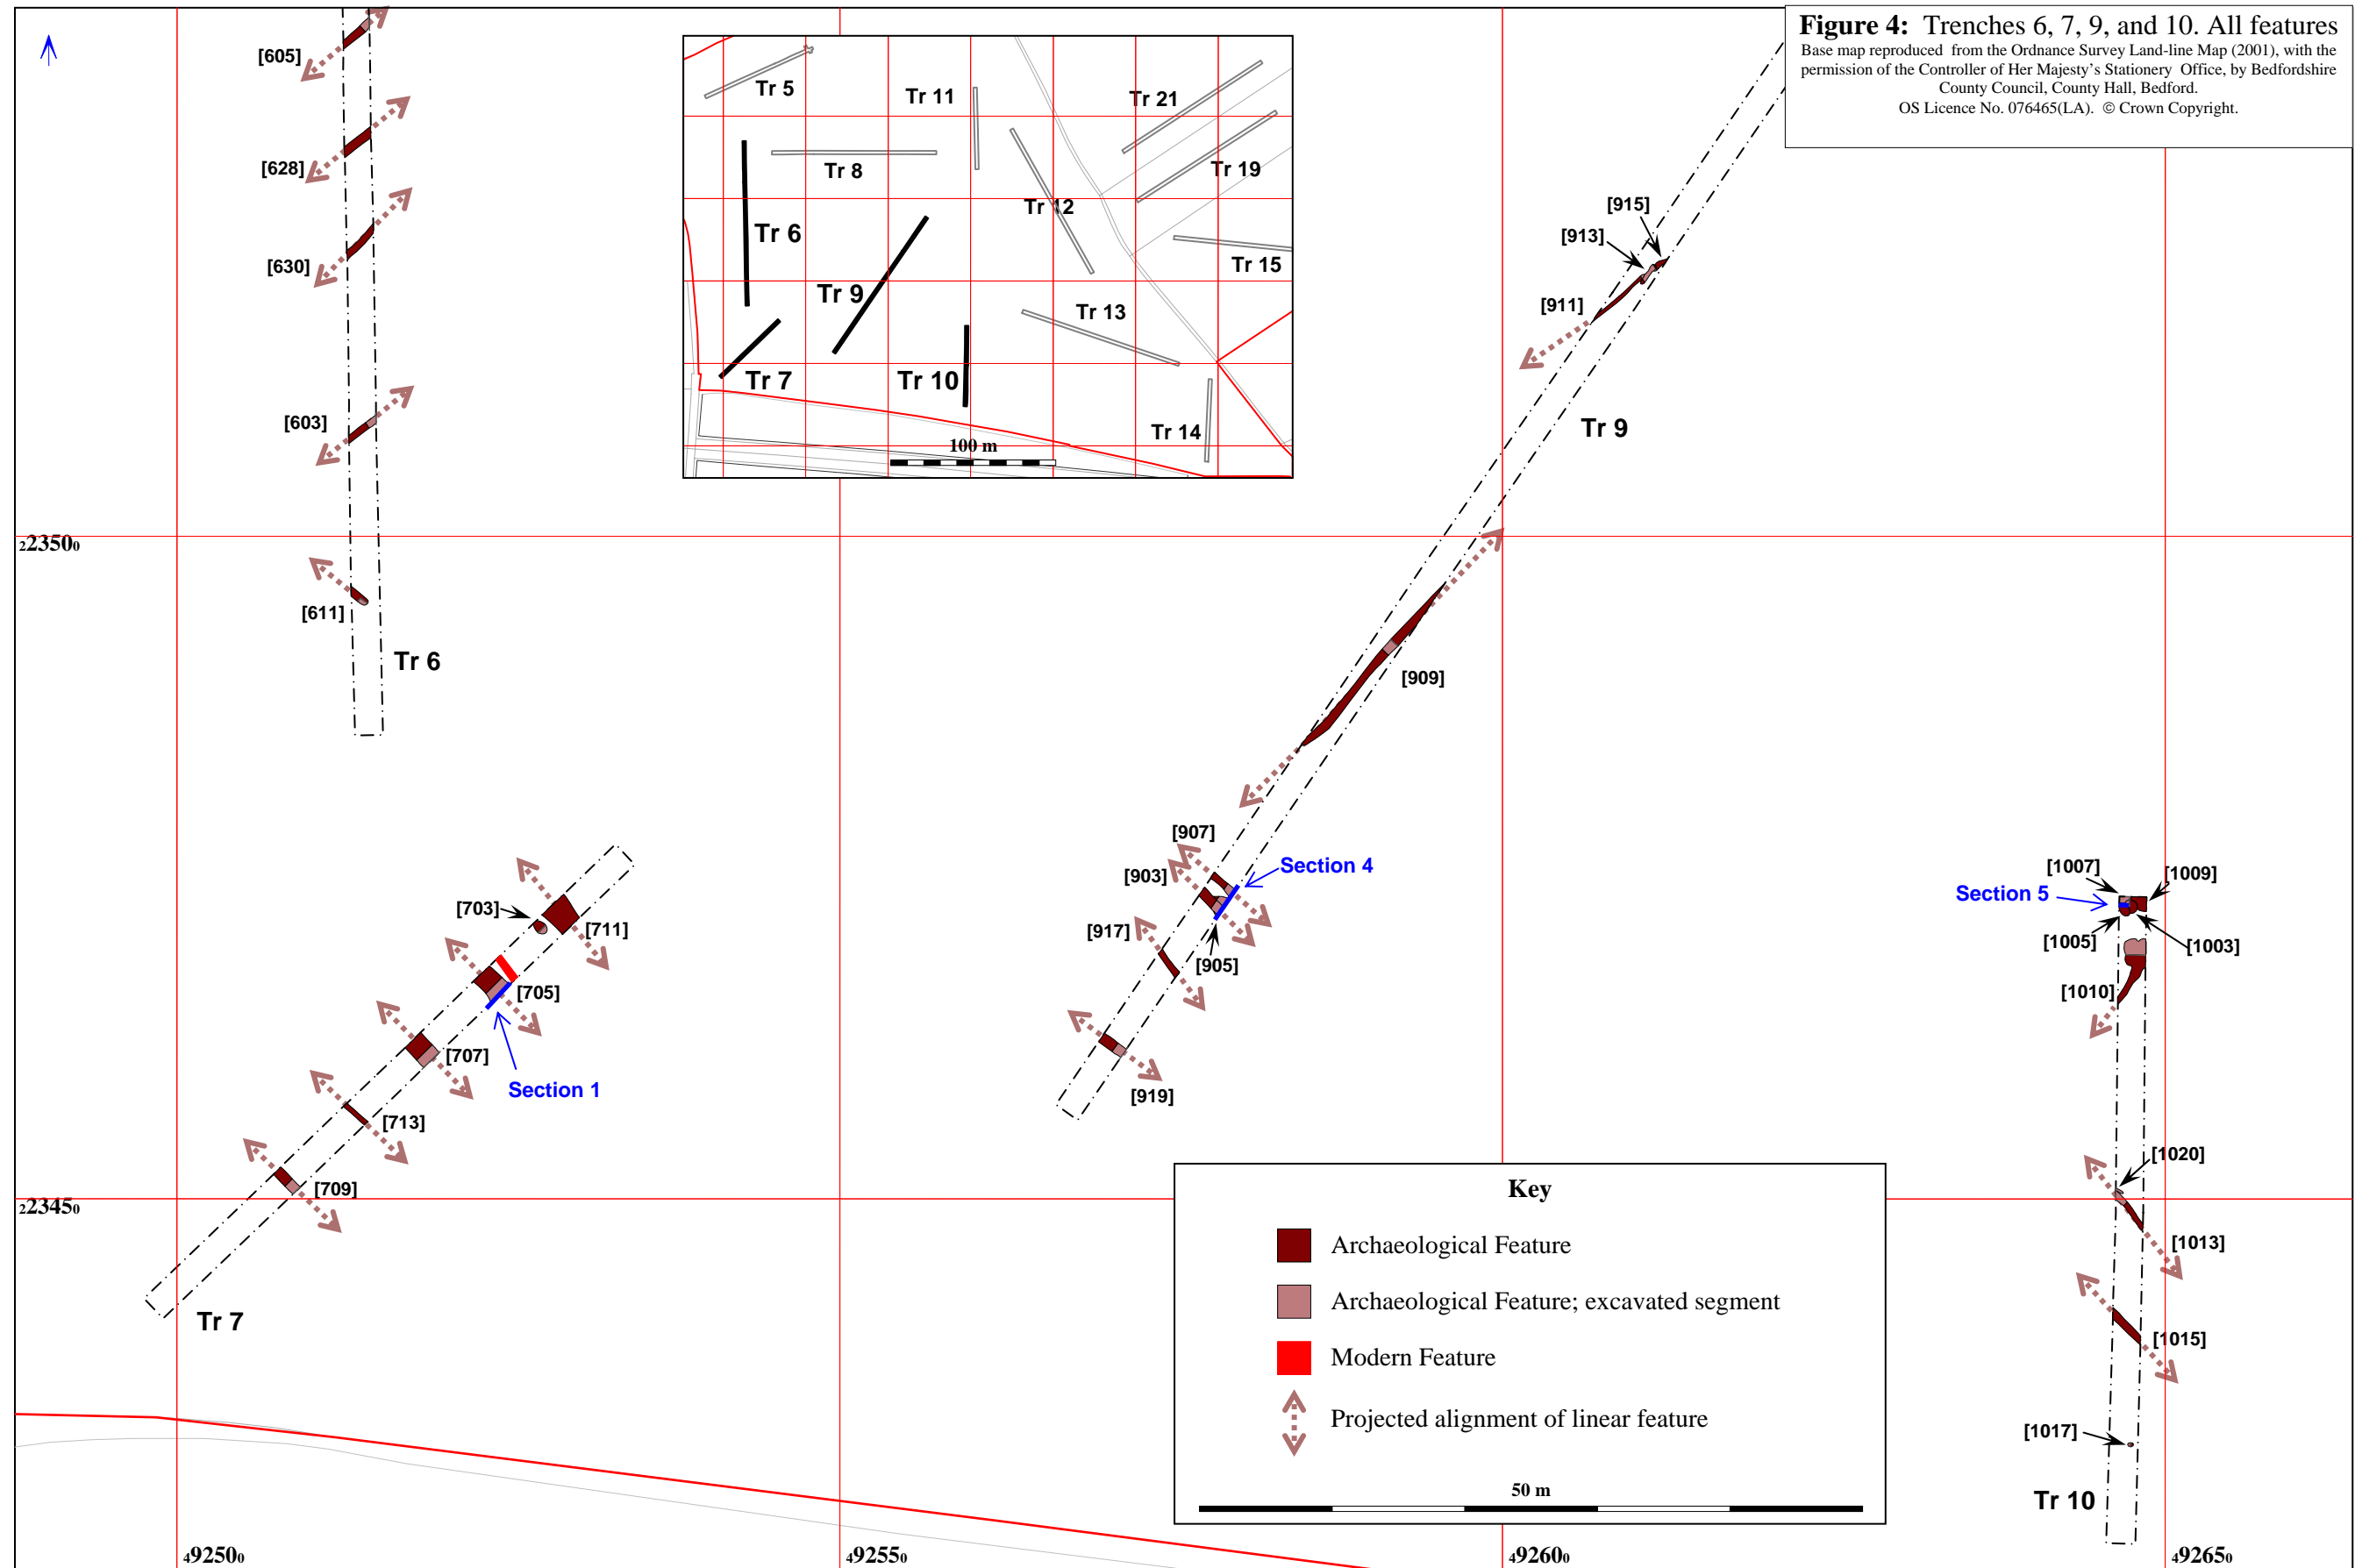 Figure 4: Trenches 6, 7, 9, and 10. All features
Base map reproduced from the Ordnance Survey Land-line Map (2001), with the
permission of the Controller of Her Majesty's Stationery Office, by Bedfordshire
County Council, County Hall, Bedford.
OS Licence No. 076465(LA). © Crown Copyright.
[605]
[628]
[630]
[603]
[611]
Tr 6
Tr 5
Tr 11
Tr 21
Tr 8
Tr 19
Tr 12
Tr 6
Tr 15
Tr 9
Tr 13
Tr 7
Tr 10
Tr 14
100 m
[915]
[913]
[911]
Tr 9
[909]
[907]
[903]
Section 4
[917]
[905]
[919]
223500
[703]
[711]
[705]
[707]
Section 1
[713]
[709]
Tr 7
[1007]
[1009]
Section 5
[1005]
[1003]
[1010]
[1020]
[1013]
[1015]
[1017]
Tr 10
223450
Key
Archaeological Feature
Archaeological Feature; excavated segment
Modern Feature
Projected alignment of linear feature
50 m
492500
492550
492600
492650